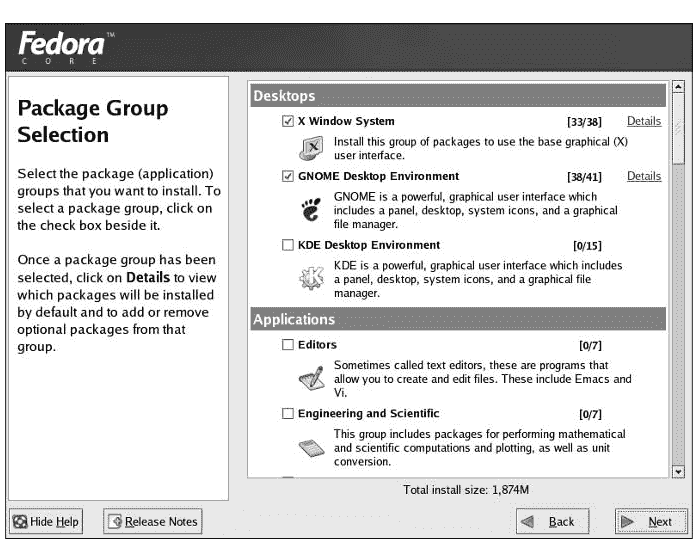 Fedora™
CORE
Package Group
Selection
Select the package (application)
groups that you want to install. To
select a package group, click on
the check box beside it.
Once a package group has been
selected, click on Details to view
which packages will be installed
by default and to add or remove
optional packages from that
group.
Desktops
X Window System [33/38] Details
Install this group of packages to use the base graphical (X)
user interface.
GNOME Desktop Environment [38/41] Details
GNOME is a powerful, graphical user interface which
includes a panel, desktop, system icons, and a graphical
file manager.
KDE Desktop Environment [0/15]
KDE is a powerful, graphical user interface which includes
a panel, desktop, system icons, and a graphical file
manager.
Applications
Editors [0/7]
Sometimes called text editors, these are programs that
allow you to create and edit files. These include Emacs and
Vi.
Engineering and Scientific [0/7]
This group includes packages for performing mathematical
and scientific computations and plotting, as well as unit
conversion.
Total install size: 1,874M
Hide Help Release Notes Back Next